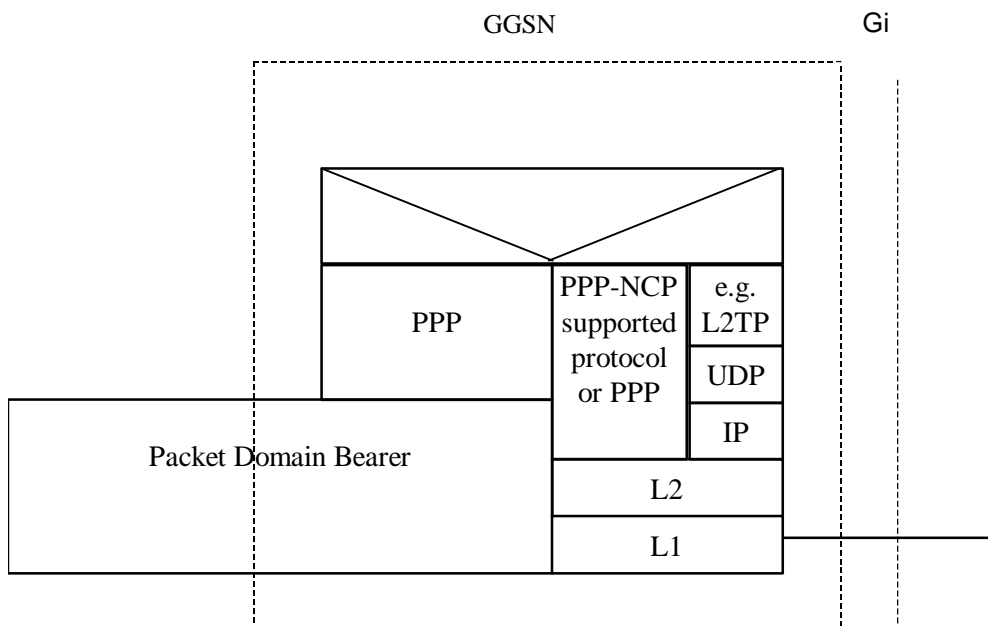 GGSN
Gi
PPP
PPP-NCP
supported
protocol
or PPP
e.g.
L2TP
UDP
IP
Packet Domain Bearer
L2
L1